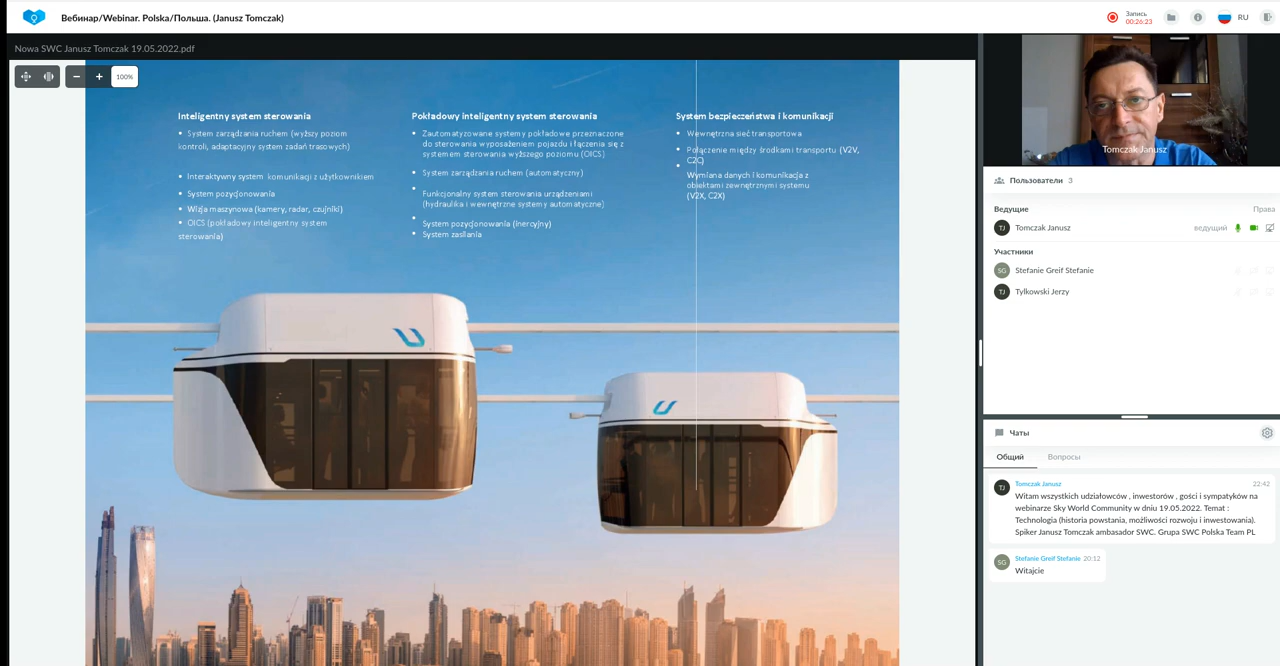 Вебинар/Webinar. Polska/Польша. (Janusz Tomczak)
Запись
00:26:23
RU
Nowa SWC Janusz Tomczak 19.05.2022.pdf
100%
Inteligentny system sterowania
• System zarządzania ruchem (wyższy poziom
kontroli, adaptacyjny system zadań trasowych)
• Interaktywny system komunikacji z użytkownikiem
• System pozycjonowania
• Wizja maszynowa (kamery, radar, czujniki)
• OICS (pokładowy inteligentny system
sterowania)
Pokładowy inteligentny system sterowania
• Zautomatyzowane systemy pokładowe przeznaczone
do sterowania wyposażeniem pojazdu i łączenia się z
systemem sterowania wyższego poziomu (OICS)
• System zarządzania ruchem (automatyczny)
• Funkcjonalny system sterowania urządzeniami
(hydraulika i wewnętrzne systemy automatyczne)
• System pozycjonowania (inercyjny)
• System zasilania
System bezpieczeństwa i komunikacji
• Wewnętrzna sieć transportowa
• Połączenie między środkami transportu (V2V,
C2C)
• Wymiana danych i komunikacja z
obiektami zewnętrznymi systemu
(V2X, C2X)
Tomczak Janusz
Пользователи 3
Ведущие Права
TJ Tomczak Janusz ведущий
Участники
SG Stefanie Greif Stefanie
TJ Tylkowski Jerzy
Чаты
Общий Вопросы
TJ Tomczak Janusz 22:42
Witam wszystkich udziałowców , inwestorów , gości i sympatyków na
webinarze Sky World Community w dniu 19.05.2022. Temat :
Technologia (historia powstania, możliwości rozwoju i inwestowania).
Spiker Janusz Tomczak ambasador SWC. Grupa SWC Polska Team PL
SG Stefanie Greif Stefanie 20:12
Witajcie